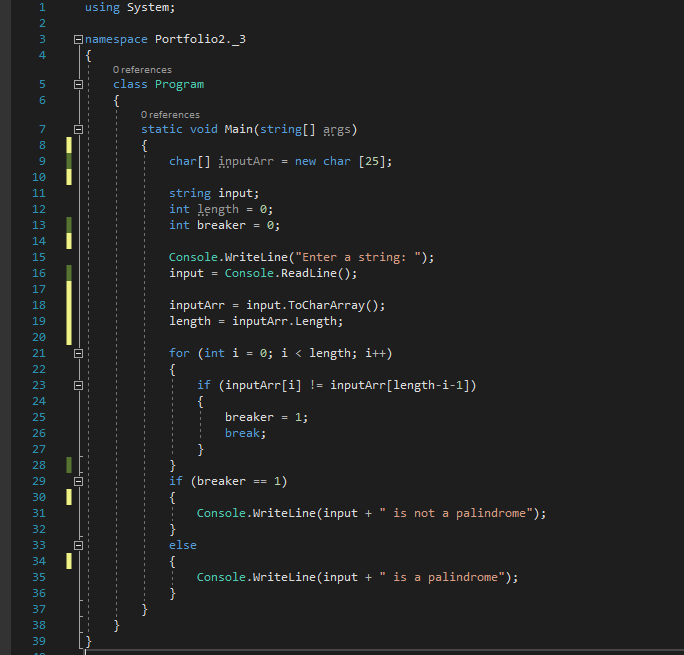 1 using System;
2
3 namespace Portfolio2._3
4 {
0 references
5 class Program
6 {
0 references
7 static void Main(string[] args)
8 {
9 char[] inputArr = new char [25];
10
11 string input;
12 int length = 0;
13 int breaker = 0;
14
15 Console.WriteLine("Enter a string: ");
16 input = Console.ReadLine();
17
18 inputArr = input.ToCharArray();
19 length = inputArr.Length;
20
21 for (int i = 0; i < length; i++)
22 {
23 if (inputArr[i] != inputArr[length-i-1])
24 {
25 breaker = 1;
26 break;
27 }
28 }
29 if (breaker == 1)
30 {
31 Console.WriteLine(input + " is not a palindrome");
32 }
33 else
34 {
35 Console.WriteLine(input + " is a palindrome");
36 }
37 }
38 }
39 }